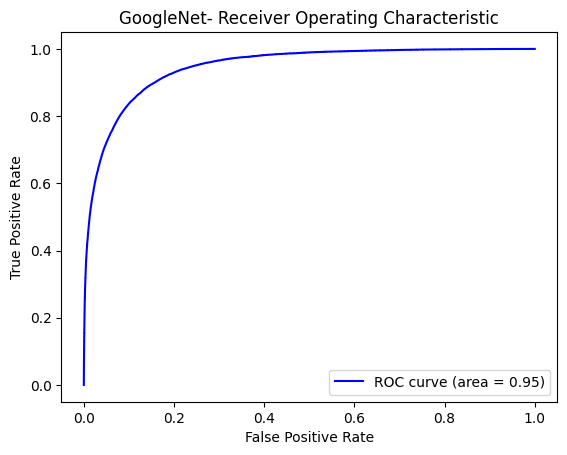 GoogleNet- Receiver Operating Characteristic
1.0
0.8
0.6
0.4
0.2
0.0
True Positive Rate
ROC curve (area = 0.95)
0.0 0.2 0.4 0.6 0.8 1.0
False Positive Rate